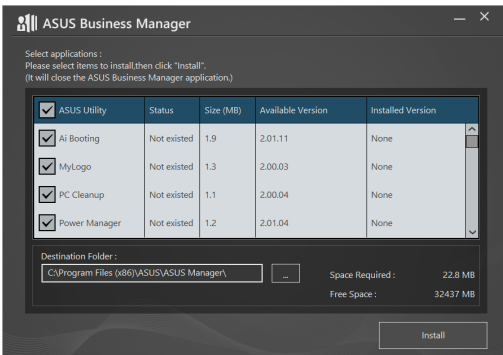 ASUS Business Manager
Select applications :
Please select items to install,then click "Install".
(It will close the ASUS Business Manager application.)
ASUS Utility Status Size (MB) Available Version Installed Version
Ai Booting Not existed 1.9 2.01.11 None
MyLogo Not existed 1.3 2.00.03 None
PC Cleanup Not existed 1.1 2.00.04 None
Power Manager Not existed 1.2 2.01.04 None
Destination Folder :
C:\Program Files (x86)\ASUS\ASUS Manager\ ... Space Required : 22.8 MB
Free Space : 32437 MB
Install